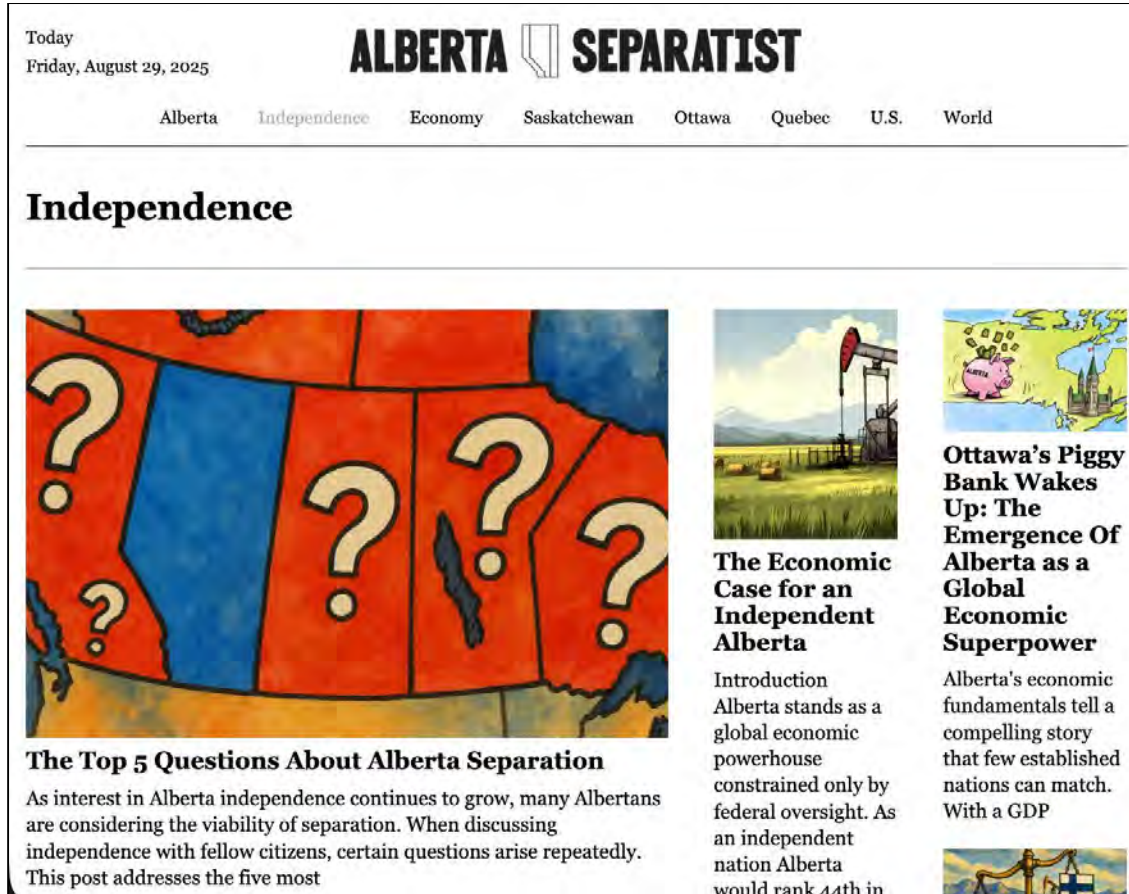 Today
Friday, August 29, 2025
ALBERTA SEPARATIST
Alberta Independence Economy Saskatchewan Ottawa Quebec U.S. World
Independence
? ? ? ? ?
The Top 5 Questions About Alberta Separation
As interest in Alberta independence continues to grow, many Albertans
are considering the viability of separation. When discussing
independence with fellow citizens, certain questions arise repeatedly.
This post addresses the five most
The Economic
Case for an
Independent
Alberta
Introduction
Alberta stands as a
global economic
powerhouse
constrained only by
federal oversight. As
an independent
nation Alberta
would rank 44th in
ALBERTA
Ottawa's Piggy
Bank Wakes
Up: The
Emergence Of
Alberta as a
Global
Economic
Superpower
Alberta's economic
fundamentals tell a
compelling story
that few established
nations can match.
With a GDP